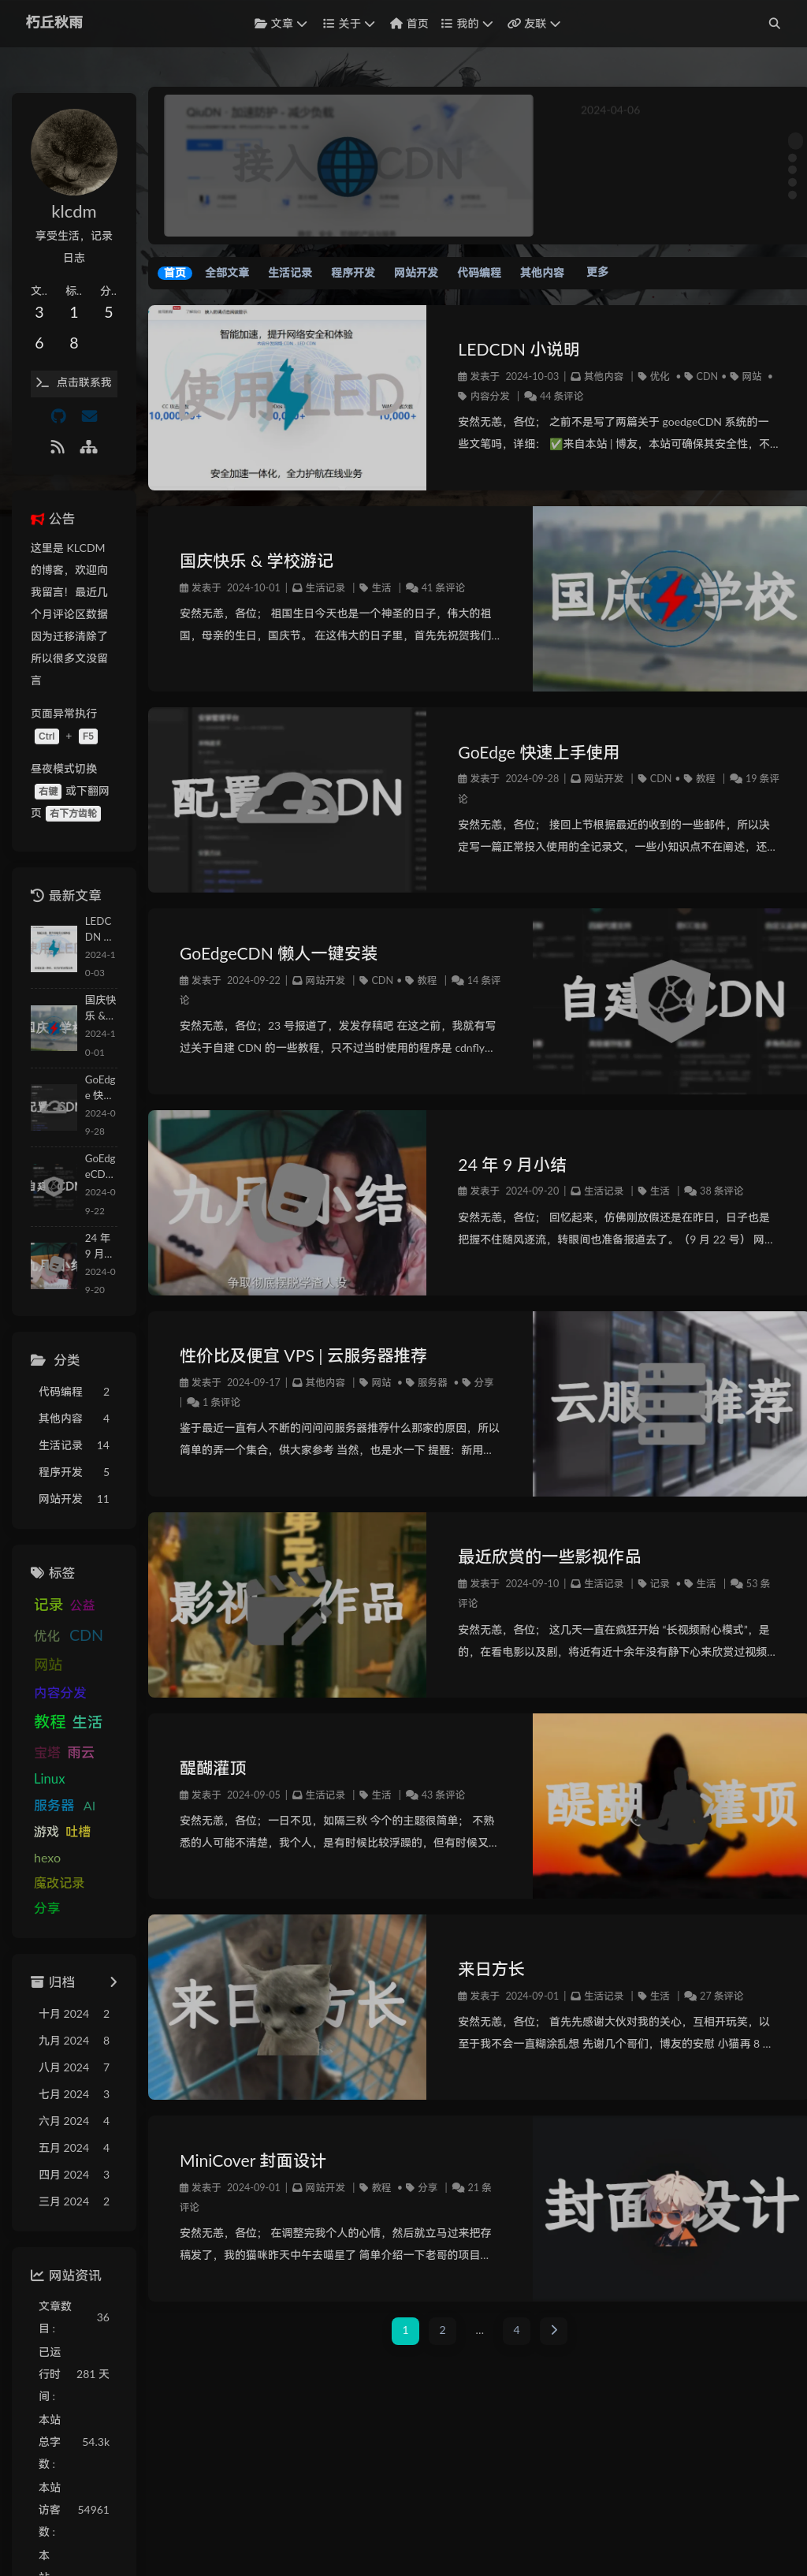 朽丘秋雨
文章
关于
首页
我的
友联
klcdm
享受生活，记录
日志
文..
标..
分..
3
1
5
6
8
点击联系我
公告
这里是 KLCDM
的博客，欢迎向
我留言！最近几
个月评论区数据
因为迁移清除了
所以很多文没留
言
页面异常执行
Ctrl + F5
昼夜模式切换
右键 或下翻网
页 右下方齿轮
最新文章
LEDC
DN ...
2024-1
0-03
国庆快
乐 &...
2024-1
0-01
GoEdg
e 快...
2024-0
9-28
GoEdg
eCD...
2024-0
9-22
24 年
9 月...
2024-0
9-20
分类
代码编程 2
其他内容 4
生活记录 14
程序开发 5
网站开发 11
标签
记录 公益
优化 CDN
网站
内容分发
教程 生活
宝塔 雨云
Linux
服务器 AI
游戏 吐槽
hexo
魔改记录
分享
归档
十月 2024 2
九月 2024 8
八月 2024 7
七月 2024 3
六月 2024 4
五月 2024 4
四月 2024 3
三月 2024 2
网站资讯
文章数
目 :
36
已运
行时
间 :
281 天
本站
总字
数 :
54.3k
本站
访客
数 :
54961
本
2024-04-06
接入CDN
首页 全部文章 生活记录 程序开发 网站开发 代码编程 其他内容 更多
智能加速，提升网络安全和体验
使用LED
安全加速一体化，全力护航在线业务
LEDCDN 小说明
发表于 2024-10-03 | 其他内容 | 优化 • CDN • 网站 •
内容分发 | 44 条评论
安然无恙，各位； 之前不是写了两篇关于 goedgeCDN 系统的一
些文笔吗，详细： ✅来自本站 | 博友，本站可确保其安全性，不...
国庆快乐 & 学校游记
发表于 2024-10-01 | 生活记录 | 生活 | 41 条评论
安然无恙，各位； 祖国生日今天也是一个神圣的日子，伟大的祖
国，母亲的生日，国庆节。 在这伟大的日子里，首先先祝贺我们...
国庆学校
配置CDN
GoEdge 快速上手使用
发表于 2024-09-28 | 网站开发 | CDN • 教程 | 19 条评
论
安然无恙，各位； 接回上节根据最近的收到的一些邮件，所以决
定写一篇正常投入使用的全记录文，一些小知识点不在阐述，还...
GoEdgeCDN 懒人一键安装
发表于 2024-09-22 | 网站开发 | CDN • 教程 | 14 条评
论
安然无恙，各位；23 号报道了，发发存稿吧 在这之前，我就有写
过关于自建 CDN 的一些教程，只不过当时使用的程序是 cdnfly...
自建CDN
九月小结
争取彻底摆脱学渣人设
24 年 9 月小结
发表于 2024-09-20 | 生活记录 | 生活 | 38 条评论
安然无恙，各位； 回忆起来，仿佛刚放假还是在昨日，日子也是
把握不住随风逐流，转眼间也准备报道去了。（9 月 22 号） 网...
性价比及便宜 VPS | 云服务器推荐
发表于 2024-09-17 | 其他内容 | 网站 • 服务器 • 分享
| 1 条评论
鉴于最近一直有人不断的问问问服务器推荐什么那家的原因，所以
简单的弄一个集合，供大家参考 当然，也是水一下 提醒：新用...
云服推荐
影视作品
最近欣赏的一些影视作品
发表于 2024-09-10 | 生活记录 | 记录 • 生活 | 53 条
评论
安然无恙，各位； 这几天一直在疯狂开始 “长视频耐心模式”，是
的，在看电影以及剧，将近有近十余年没有静下心来欣赏过视频...
醍醐灌顶
发表于 2024-09-05 | 生活记录 | 生活 | 43 条评论
安然无恙，各位；一日不见，如隔三秋 今个的主题很简单； 不熟
悉的人可能不清楚，我个人，是有时候比较浮躁的，但有时候又...
醍醐灌顶
来日方长
来日方长
发表于 2024-09-01 | 生活记录 | 生活 | 27 条评论
安然无恙，各位； 首先先感谢大伙对我的关心，互相开玩笑，以
至于我不会一直糊涂乱想 先谢几个哥们，博友的安慰 小猫再 8 ...
MiniCover 封面设计
发表于 2024-09-01 | 网站开发 | 教程 • 分享 | 21 条
评论
安然无恙，各位； 在调整完我个人的心情，然后就立马过来把存
稿发了，我的猫咪昨天中午去喵星了 简单介绍一下老哥的项目...
封面设计
1 2 ... 4